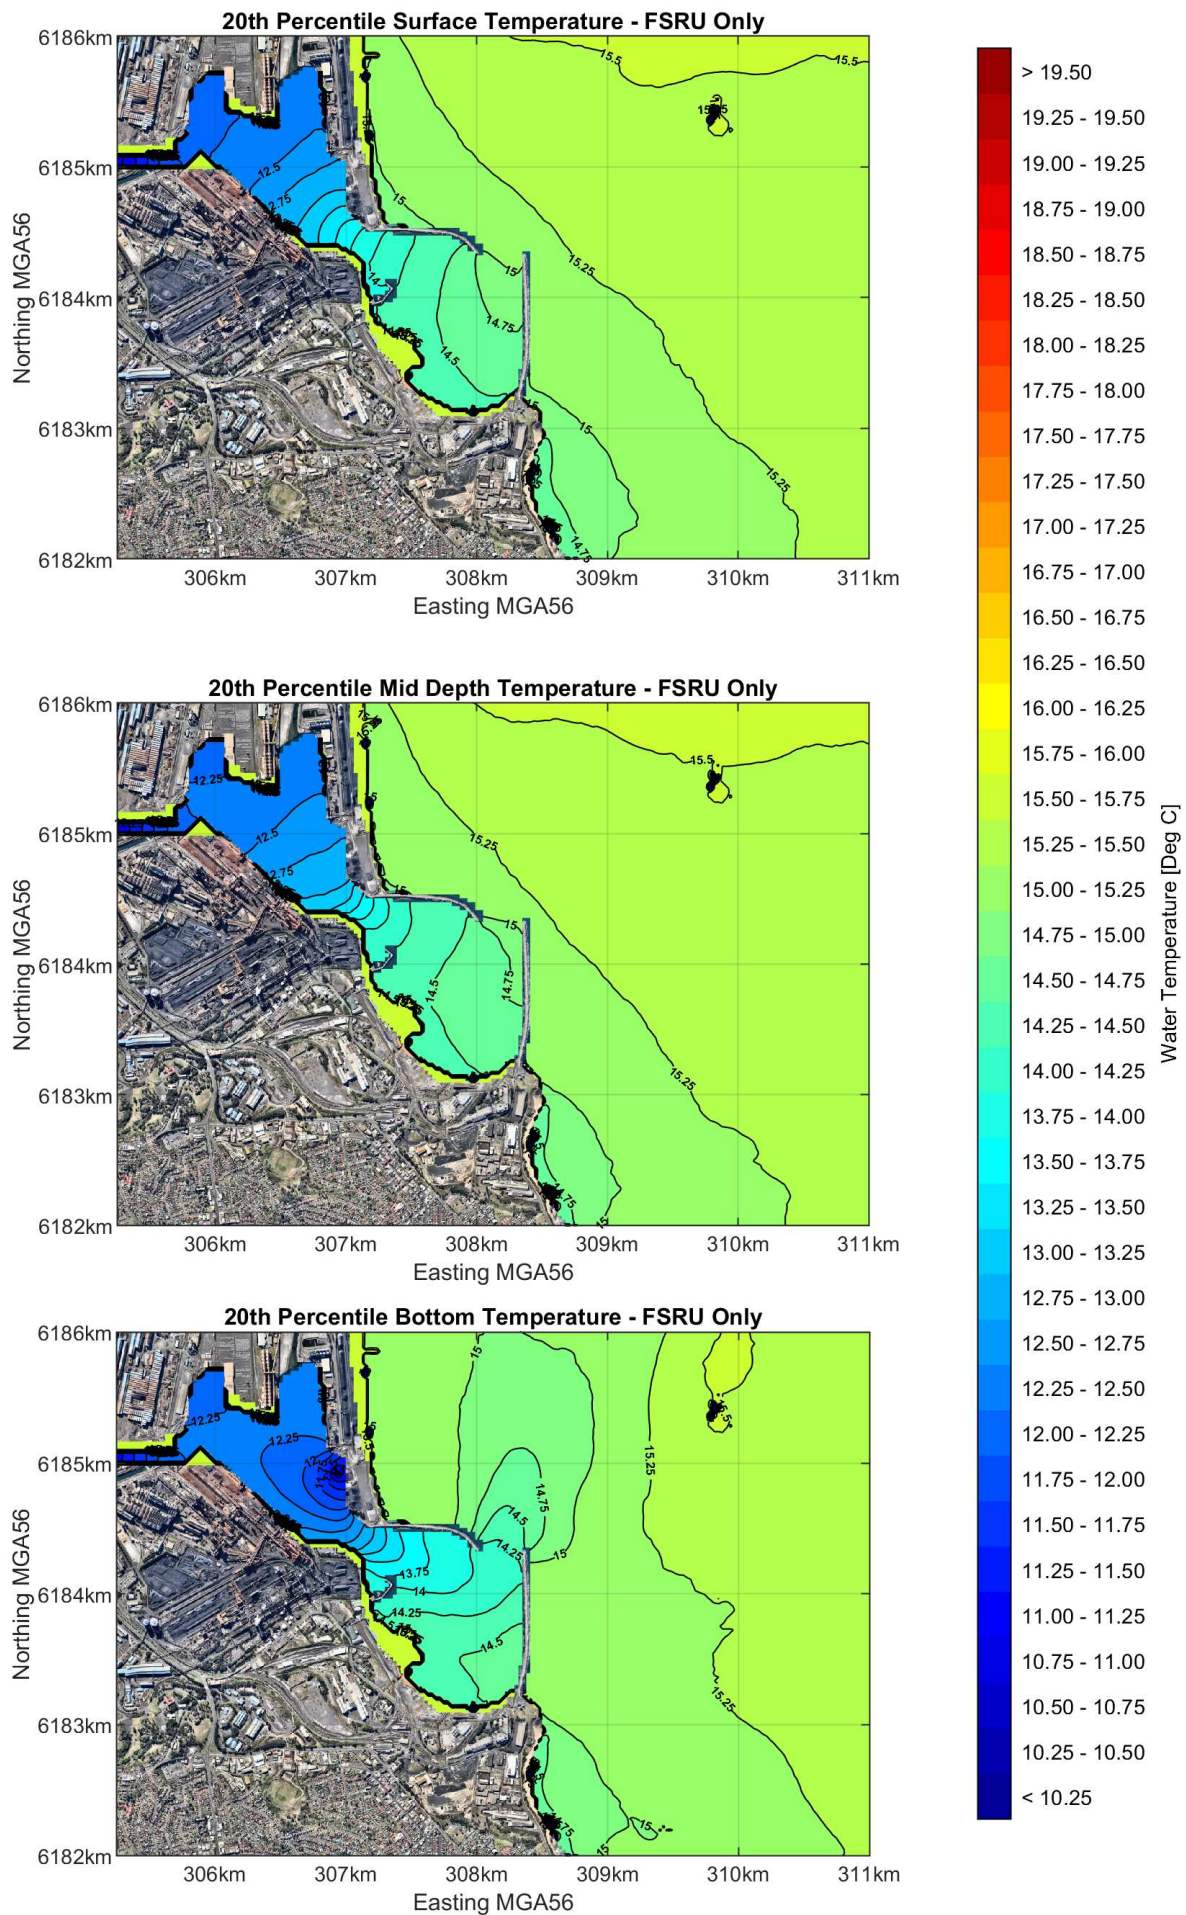 20th Percentile Surface Temperature - FSRU Only
6186km
6185km
6184km
6183km
6182km
Northing MGA56
306km 307km 308km 309km 310km 311km
Easting MGA56
15.5
15.5
12.5
2.75
15
15
15.25
14
14.75
14.5
15
15.25
14.75
20th Percentile Mid Depth Temperature - FSRU Only
6186km
6185km
6184km
6183km
6182km
Northing MGA56
306km 307km 308km 309km 310km 311km
Easting MGA56
15.5
12.25
15
12.5
15.25
2.75
15
15
14.5
14.75
15.25
15
20th Percentile Bottom Temperature - FSRU Only
6186km
6185km
6184km
6183km
6182km
Northing MGA56
306km 307km 308km 309km 310km 311km
Easting MGA56
15
12.25
15
12.25
15.25
14.75
14.5
14.25
15
13.75
14
14.25
14.5
15.25
15
15
> 19.50
19.25 - 19.50
19.00 - 19.25
18.75 - 19.00
18.50 - 18.75
18.25 - 18.50
18.00 - 18.25
17.75 - 18.00
17.50 - 17.75
17.25 - 17.50
17.00 - 17.25
16.75 - 17.00
16.50 - 16.75
16.25 - 16.50
16.00 - 16.25
15.75 - 16.00
15.50 - 15.75
15.25 - 15.50
15.00 - 15.25
14.75 - 15.00
14.50 - 14.75
14.25 - 14.50
14.00 - 14.25
13.75 - 14.00
13.50 - 13.75
13.25 - 13.50
13.00 - 13.25
12.75 - 13.00
12.50 - 12.75
12.25 - 12.50
12.00 - 12.25
11.75 - 12.00
11.50 - 11.75
11.25 - 11.50
11.00 - 11.25
10.75 - 11.00
10.50 - 10.75
10.25 - 10.50
< 10.25
Water Temperature [Deg C]